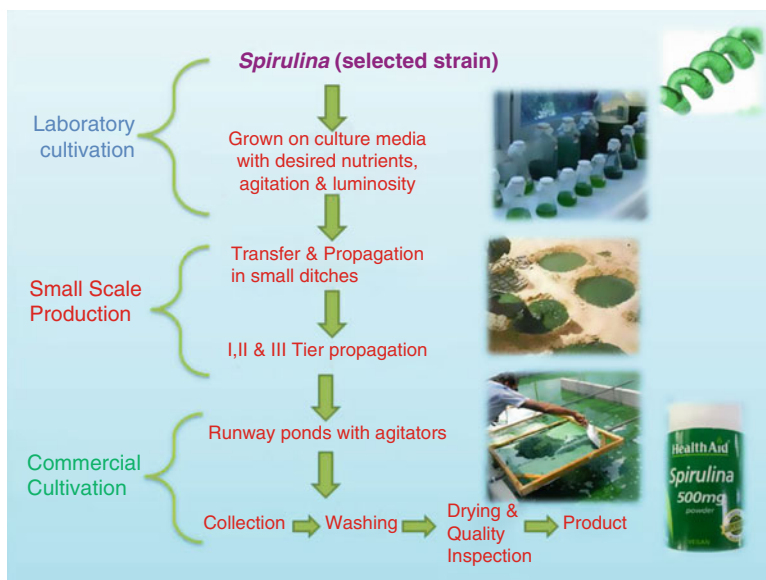 Spirulina (selected strain)
Laboratory
cultivation
Grown on culture media
with desired nutrients,
agitation & luminosity
Transfer & Propagation
in small ditches
Small Scale
Production
I,II & III Tier propagation
Runway ponds with agitators
Commercial
Cultivation
Collection
Washing
Drying &
Quality
Inspection
Product
HealthAid
Spirulina
500mg
powder
VEGAN